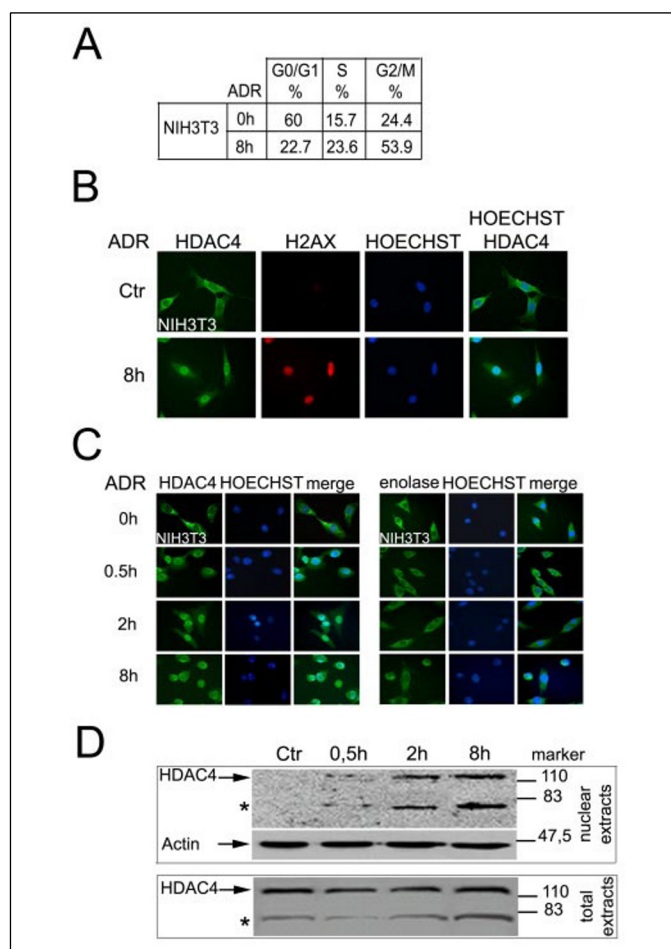 A
G0/G1 S G2/M
ADR % % %
NIH3T3 0h 60 15.7 24.4
8h 22.7 23.6 53.9
B
HOECHST
ADR HDAC4 H2AX HOECHST HDAC4
Ctr
NIH3T3
8h
C
HDAC4 HOECHST merge enolase HOECHST merge
ADR
0h
NIH3T3 NIH3T3
0.5h
2h
8h
D
Ctr 0,5h 2h 8h marker
HDAC4 110
* 83
Actin 47,5
nuclear
extracts
HDAC4 110
* 83
total
extracts